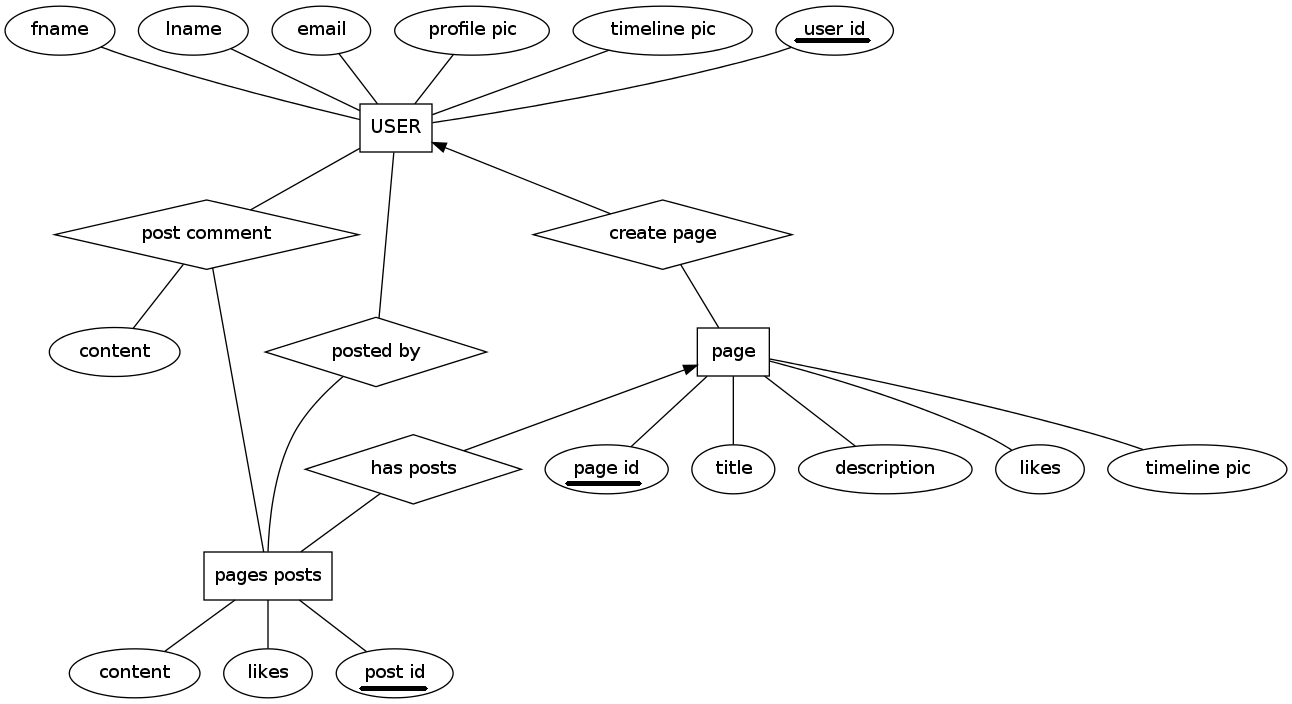 fname
lname
email
profile pic
timeline pic
user id
USER
post comment
create page
content
posted by
page
has posts
page id
title
description
likes
timeline pic
pages posts
content
likes
post id